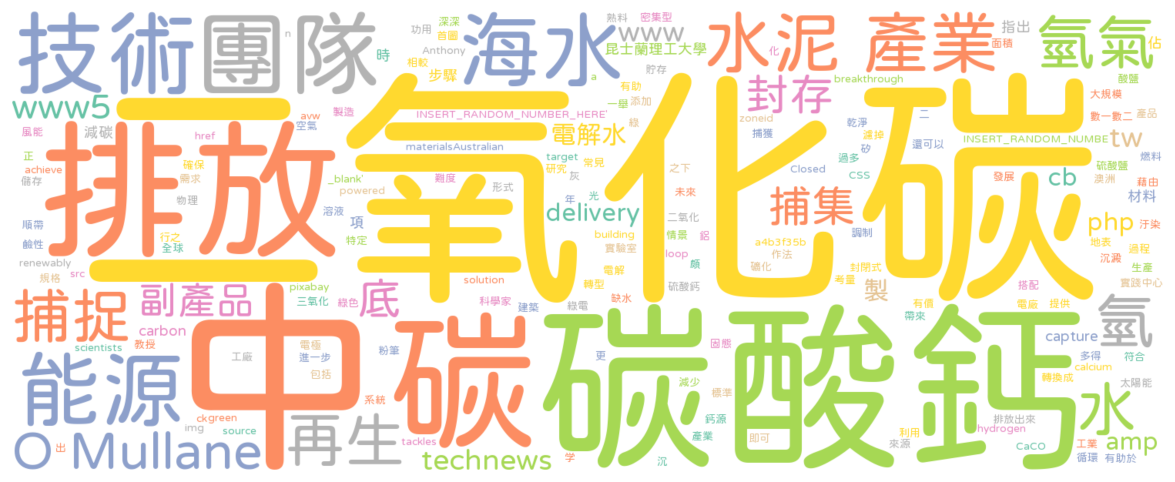 技術
團隊
海水
水泥
產業
氫氣
www
www5
二氧化碳
排放
封存
中
碳
碳酸鈣
捕集
捕捉
副產品
底
能源
再生
O Mullane
technews
delivery
電解水
製
氫
水
tw
php
cb
amp
時
步驟
昆士蘭理工大學
指出
材料
項
減碳
carbon
capture
熟料
密集型
深深
首圖
功用
n
Anthony
相較
貯存
化
a
面積
佔
酸鹽
avw
製造
風能
href
空氣
INSERT_RANDOM_NUMBER_HERE'
materialsAustralian
有助
一舉
添加
綠
zoneid
捕獲
breakthrough
乾淨
濾掉
二
大規模
數一數二
產品
INSERT_RANDOM_NUMBE
還可以
矽
正
確保
achieve
需求
儲存
物理
_blank'
powered
難度
形式
target
研究
常見
灰
之下
未來
Closed
過多
CSS
硫酸鹽
燃料
發展
澳洲
藉由
汙染
順帶
鹼性
行之
全球
溶液
特定
年
光
二氧化
building
實驗室
情景
鋁
loop
頗
a4b3f35b
作法
礦化
調制
地表
過程
沉澱
生產
實踐中心
renewably
規格
src
pixabay
三氧化
綠色
solution
科學家
電解
轉型
硫酸鈣
綠電
缺水
建築
封閉式
希量
有價
帶來
搭配
電廠
提供
scientists
教授
工廠
電極
進一步
包括
粉筆
更
固態
減少
標準
鈣源
產業
即可
多得
符合
calcium
轉換成
太陽能
ckgreen
img
source
系統
tackles
出
学
沉
利用
來源
排放出來
hydrogen
CaCO
工業
循環
有助於